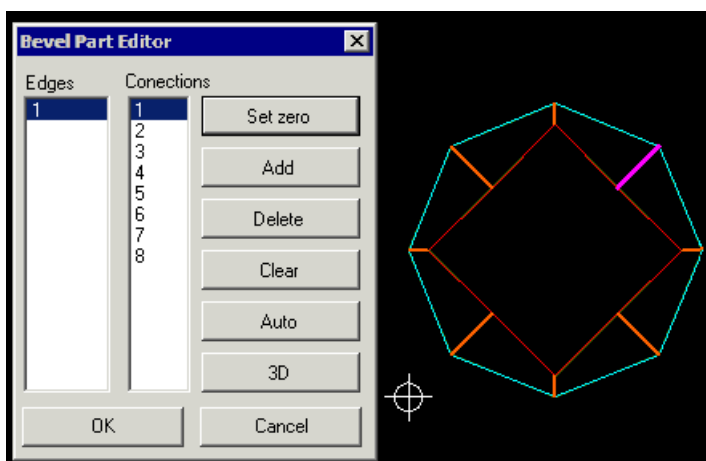 Bevel Part Editor
Edges
Conections
1
1
2
3
4
5
6
7
8
Set zero
Add
Delete
Clear
Auto
3D
OK
Cancel